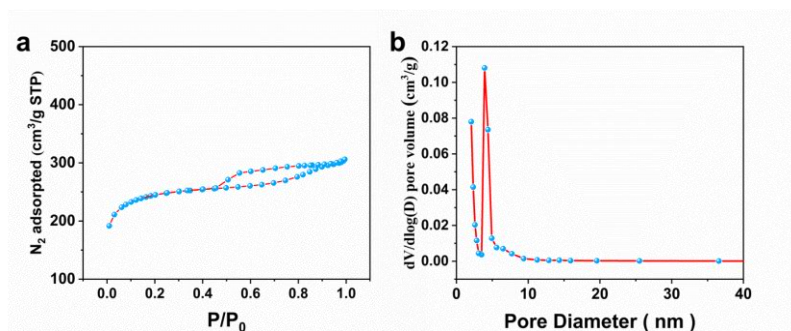 a
N₂ adsorpted (cm³/g STP)
500
400
300
200
100
0.0 0.2 0.4 0.6 0.8 1.0
P/P₀
b
dV/dlog(D) pore volume (cm³/g)
0.12
0.10
0.08
0.06
0.04
0.02
0.00
0 10 20 30 40
Pore Diameter ( nm )